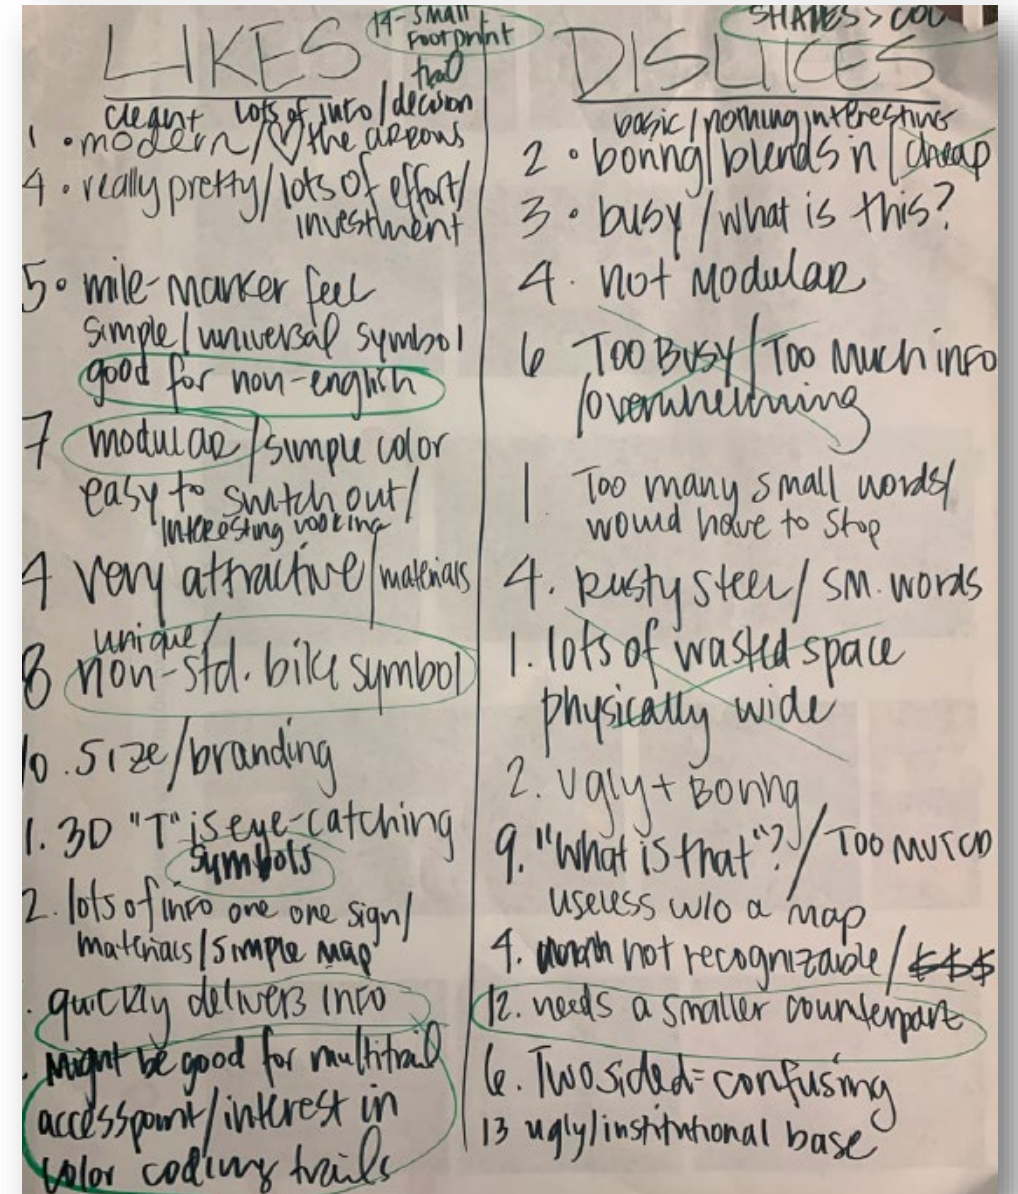 LIKES
14- small
footprint
trail
clean+ lots of info/decision
1 • modern/♡ the arrows
4 • really pretty/lots of effort/
investment
5 • mile-marker feel
simple/universal symbol
good for non-english
7 modular/simple color
easy to switch out/
interesting looking
4 very attractive/materials
unique/
8 non-std. bike symbol
10 . size/branding
1. 3D "T" is eye-catching
symbols
2. lots of info one one sign/
materials/simple map
. quickly delivers info
. Might be good for multitrail
accesspoint/interest in
color coding trails
SHAPES >
DISLIKES
basic/nothing interesting
2 • boring/blends in/cheap
3 • busy/what is this?
4. not modular
6 Too Busy/Too Much info
/overwhelming
1 Too many small words/
would have to stop
4. Rusty steel/sm. words
1. lots of wasted space
physically wide
2. Ugly + Boring
9. "What is that"?/Too MUTCD
useless w/o a map
not recognizable/$$$
12. needs a smaller counterpart
6. Two sided = confusing
13 ugly/institutional base